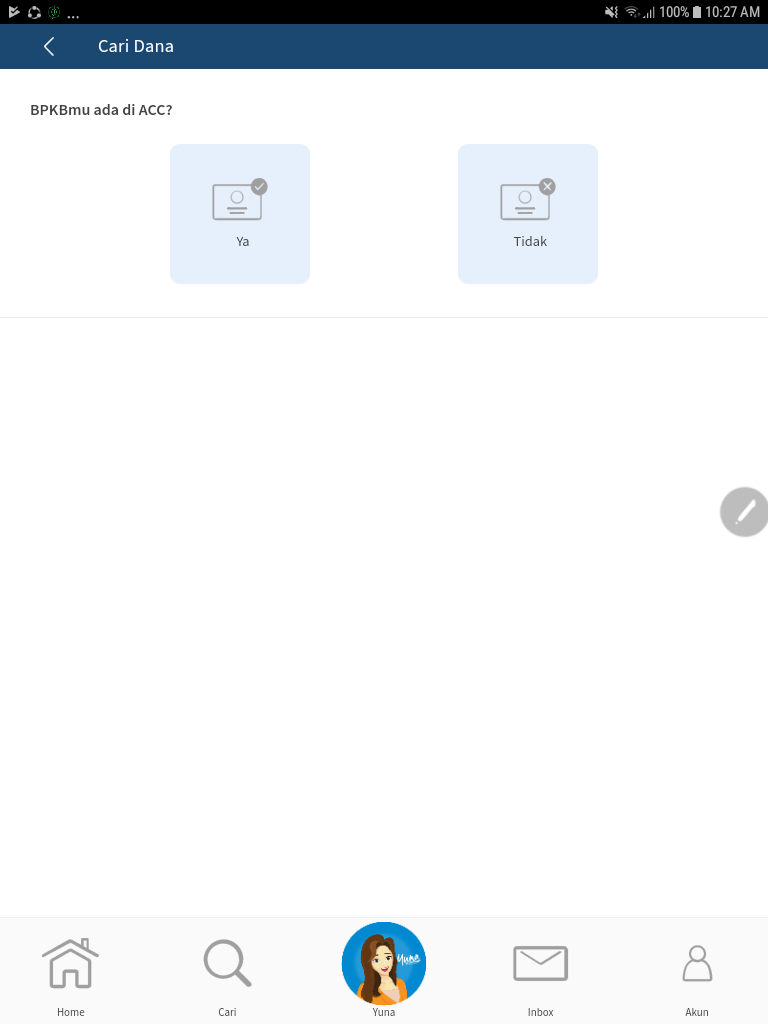 ... 100% 10:27 AM
Cari Dana
BPKBmu ada di ACC?
Ya Tidak
Yuna
Home Cari Yuna Inbox Akun